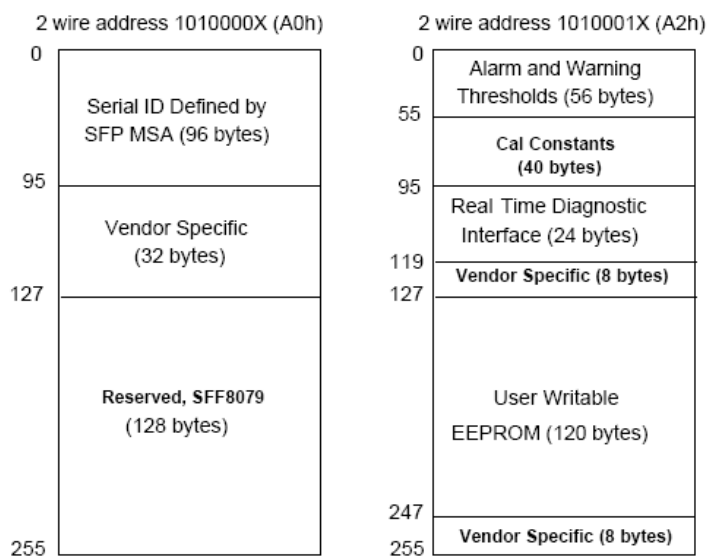 2 wire address 1010000X (A0h)
0
Serial ID Defined by
SFP MSA (96 bytes)
95
Vendor Specific
(32 bytes)
127
Reserved, SFF8079
(128 bytes)
255
2 wire address 1010001X (A2h)
0
Alarm and Warning
Thresholds (56 bytes)
55
Cal Constants
(40 bytes)
95
Real Time Diagnostic
Interface (24 bytes)
119
Vendor Specific (8 bytes)
127
User Writable
EEPROM (120 bytes)
247
Vendor Specific (8 bytes)
255